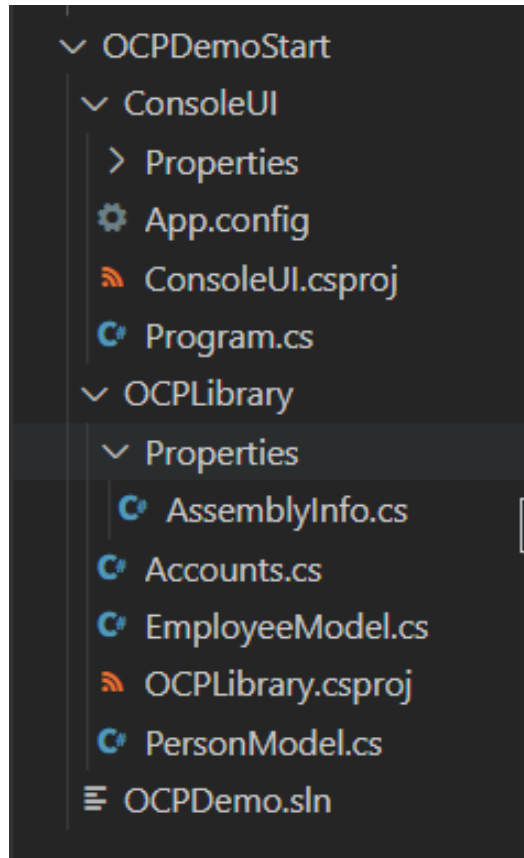 OCPDemoStart
ConsoleUI
Properties
App.config
ConsoleUI.csproj
C# Program.cs
OCPLibrary
Properties
C# AssemblyInfo.cs
C# Accounts.cs
C# EmployeeModel.cs
OCPLibrary.csproj
C# PersonModel.cs
OCPDemo.sln